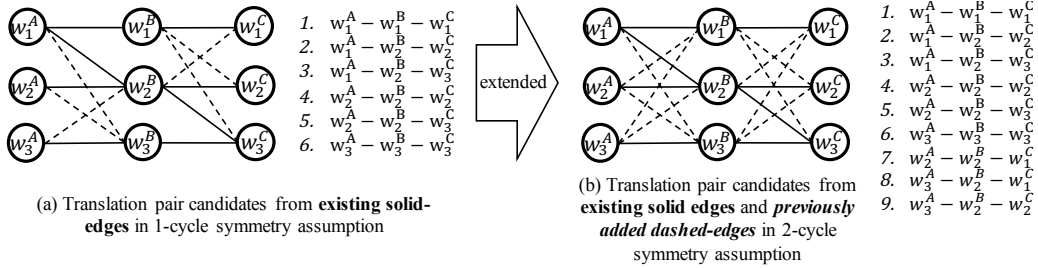 w₁ᴬ w₁ᴮ w₁ꟲ
w₂ᴬ w₂ᴮ w₂ꟲ
w₃ᴬ w₃ᴮ w₃ꟲ
1. w₁ᴬ − w₁ᴮ − w₁ꟲ
2. w₁ᴬ − w₂ᴮ − w₂ꟲ
3. w₁ᴬ − w₂ᴮ − w₃ꟲ
4. w₂ᴬ − w₂ᴮ − w₂ꟲ
5. w₂ᴬ − w₂ᴮ − w₃ꟲ
6. w₃ᴬ − w₃ᴮ − w₃ꟲ
(a) Translation pair candidates from existing solid-
edges in 1-cycle symmetry assumption
extended
w₁ᴬ w₁ᴮ w₁ꟲ
w₂ᴬ w₂ᴮ w₂ꟲ
w₃ᴬ w₃ᴮ w₃ꟲ
(b) Translation pair candidates from
existing solid edges and previously
added dashed-edges in 2-cycle
symmetry assumption
1. w₁ᴬ − w₁ᴮ − w₁ꟲ
2. w₁ᴬ − w₂ᴮ − w₂ꟲ
3. w₁ᴬ − w₂ᴮ − w₃ꟲ
4. w₂ᴬ − w₂ᴮ − w₂ꟲ
5. w₂ᴬ − w₂ᴮ − w₃ꟲ
6. w₃ᴬ − w₃ᴮ − w₃ꟲ
7. w₂ᴬ − w₂ᴮ − w₁ꟲ
8. w₃ᴬ − w₂ᴮ − w₁ꟲ
9. w₃ᴬ − w₂ᴮ − w₂ꟲ